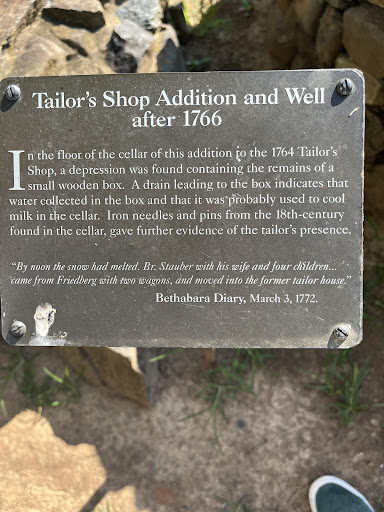 Tailor's Shop Addition and Well
after 1766
In the floor of the cellar of this addition to the 1764 Tailor's
Shop, a depression was found containing the remains of a
small wooden box. A drain leading to the box indicates that
water collected in the box and that it was probably used to cool
milk in the cellar. Iron needles and pins from the 18th-century
found in the cellar, gave further evidence of the tailor's presence.
"By noon the snow had melted. Br. Stauber with his wife and four children...
came from Friedberg with two wagons, and moved into the former tailor house."
Bethabara Diary, March 3, 1772.